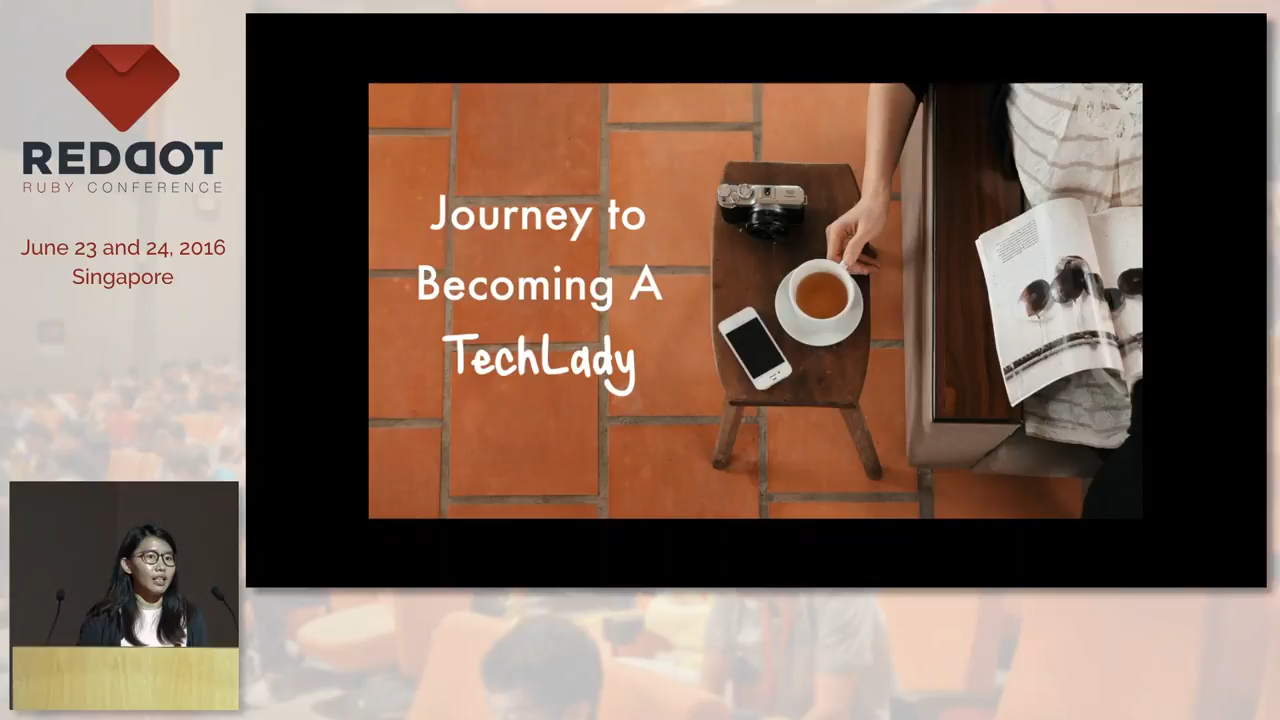 REDDOT
RUBY CONFERENCE
June 23 and 24, 2016
Singapore
Journey to
Becoming A
TechLady